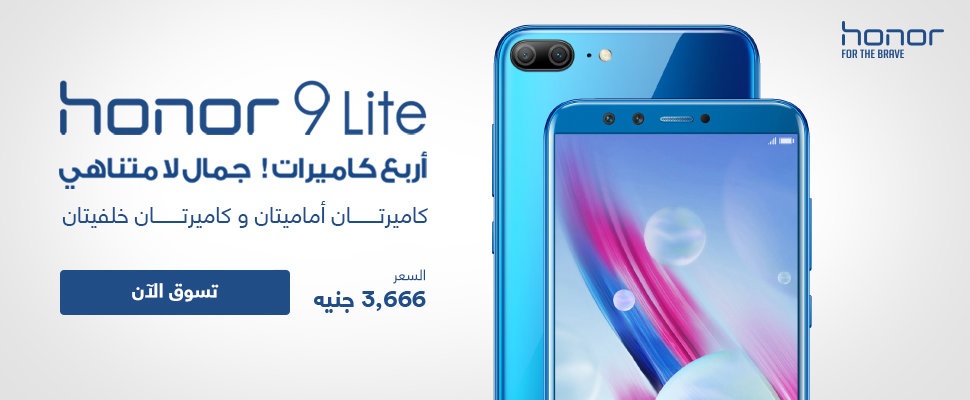 honor
FOR THE BRAVE
honor 9 Lite
أربع كاميرات! جمال لا متناهي
كاميرتـــــان أماميتان و كاميرتـــــان خلفيتان
السعر
3,666 جنيه
تسوق الآن